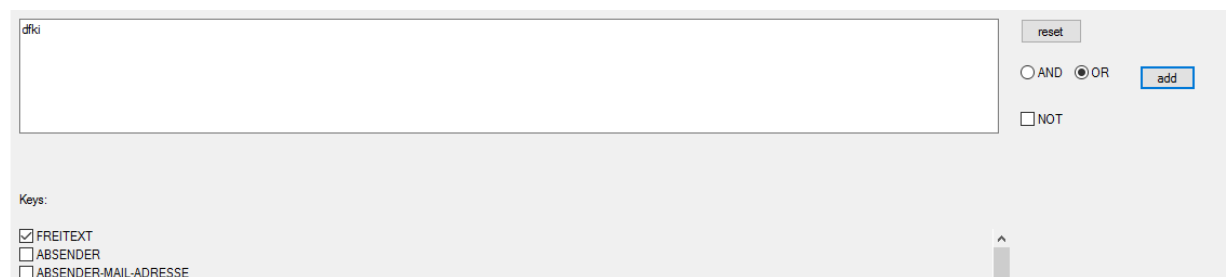 dfki
reset
AND OR add
NOT
Keys:
FREITEXT
ABSENDER
ABSENDER-MAIL-ADRESSE